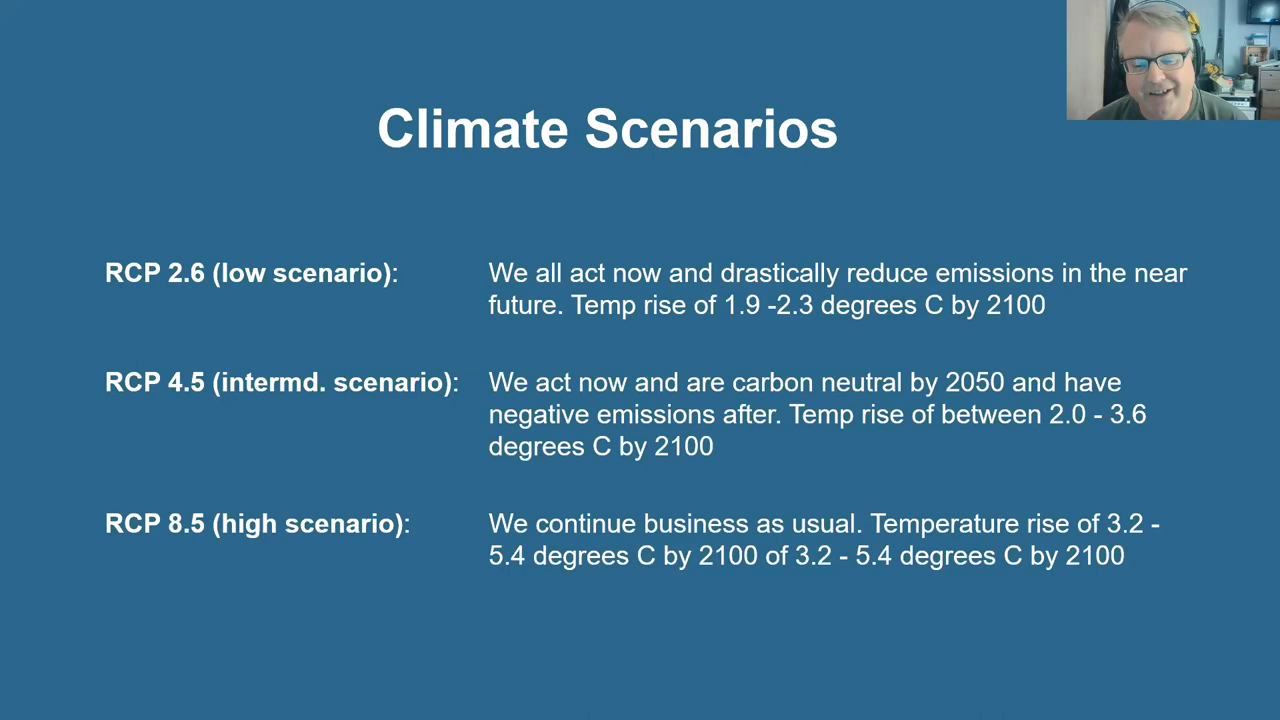 Climate Scenarios
RCP 2.6 (low scenario): We all act now and drastically reduce emissions in the near
future. Temp rise of 1.9 -2.3 degrees C by 2100
RCP 4.5 (intermd. scenario): We act now and are carbon neutral by 2050 and have
negative emissions after. Temp rise of between 2.0 - 3.6
degrees C by 2100
RCP 8.5 (high scenario): We continue business as usual. Temperature rise of 3.2 -
5.4 degrees C by 2100 of 3.2 - 5.4 degrees C by 2100